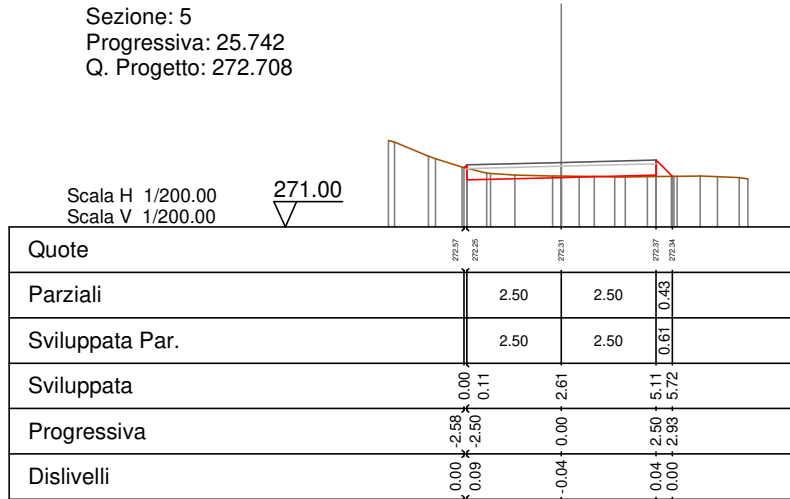 Sezione: 5
Progressiva: 25.742
Q. Progetto: 272.708
Scala H 1/200.00
Scala V 1/200.00
271.00
Quote 272.57 272.25 272.31 272.37 272.34
Parziali 2.50 2.50 0.43
Sviluppata Par. 2.50 2.50 0.61
Sviluppata 0.00 0.11 2.61 5.11 5.72
Progressiva -2.58 -2.50 0.00 2.50 2.93
Dislivelli 0.00 0.09 -0.04 0.04 0.00